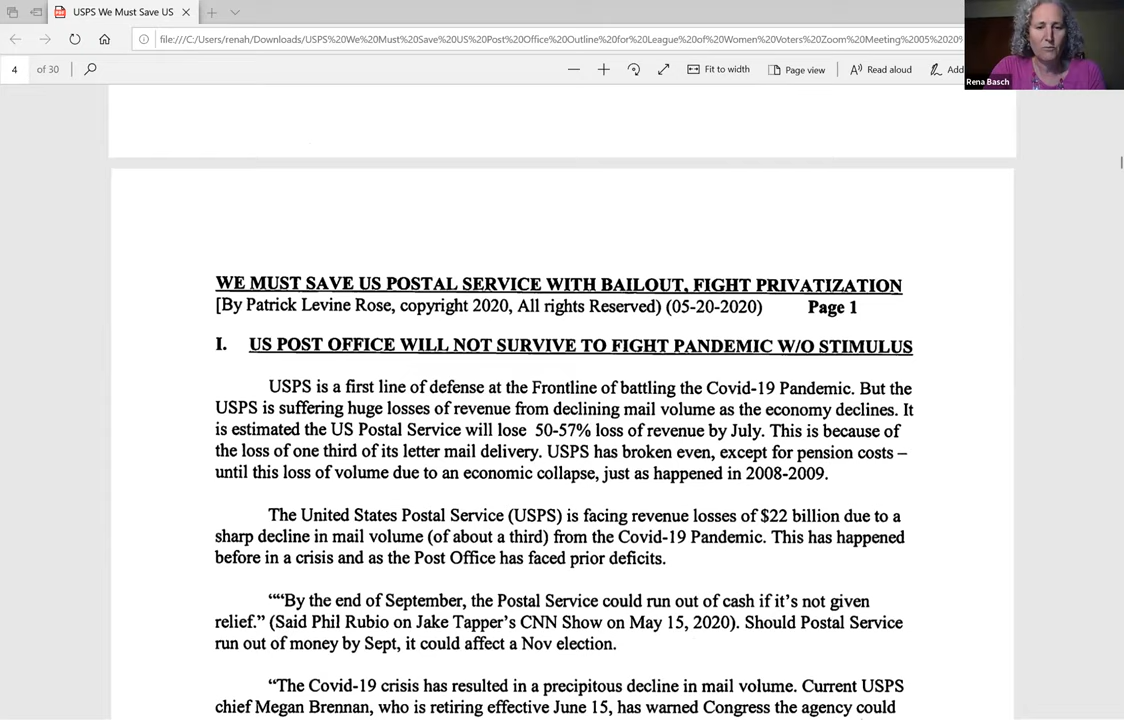 USPS We Must Save US
file:///C:/Users/renah/Downloads/USPS%20We%20Must%20Save%20US%20Post%20Office%20Outline%20for%20League%20of%20Women%20Voters%20Zoom%20Meeting%2005%2020%
4 of 30
Fit to width
Page view
Read aloud
Add
Rena Basch
WE MUST SAVE US POSTAL SERVICE WITH BAILOUT, FIGHT PRIVATIZATION
[By Patrick Levine Rose, copyright 2020, All rights Reserved) (05-20-2020) Page 1
I. US POST OFFICE WILL NOT SURVIVE TO FIGHT PANDEMIC W/O STIMULUS
USPS is a first line of defense at the Frontline of battling the Covid-19 Pandemic. But the
USPS is suffering huge losses of revenue from declining mail volume as the economy declines. It
is estimated the US Postal Service will lose 50-57% loss of revenue by July. This is because of
the loss of one third of its letter mail delivery. USPS has broken even, except for pension costs –
until this loss of volume due to an economic collapse, just as happened in 2008-2009.
The United States Postal Service (USPS) is facing revenue losses of $22 billion due to a
sharp decline in mail volume (of about a third) from the Covid-19 Pandemic. This has happened
before in a crisis and as the Post Office has faced prior deficits.
““By the end of September, the Postal Service could run out of cash if it’s not given
relief.” (Said Phil Rubio on Jake Tapper’s CNN Show on May 15, 2020). Should Postal Service
run out of money by Sept, it could affect a Nov election.
“The Covid-19 crisis has resulted in a precipitous decline in mail volume. Current USPS
chief Megan Brennan, who is retiring effective June 15, has warned Congress the agency could